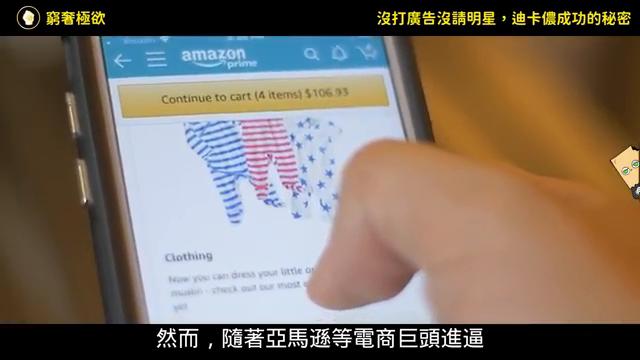 窮奢極欲
沒打廣告沒請明星，迪卡儂成功的秘密
amazon
prime
Continue to cart (4 items) $106.93
Clothing
Now you can dress your little
muslin - check out our most
yet
然而，隨著亞馬遜等電商巨頭進逼